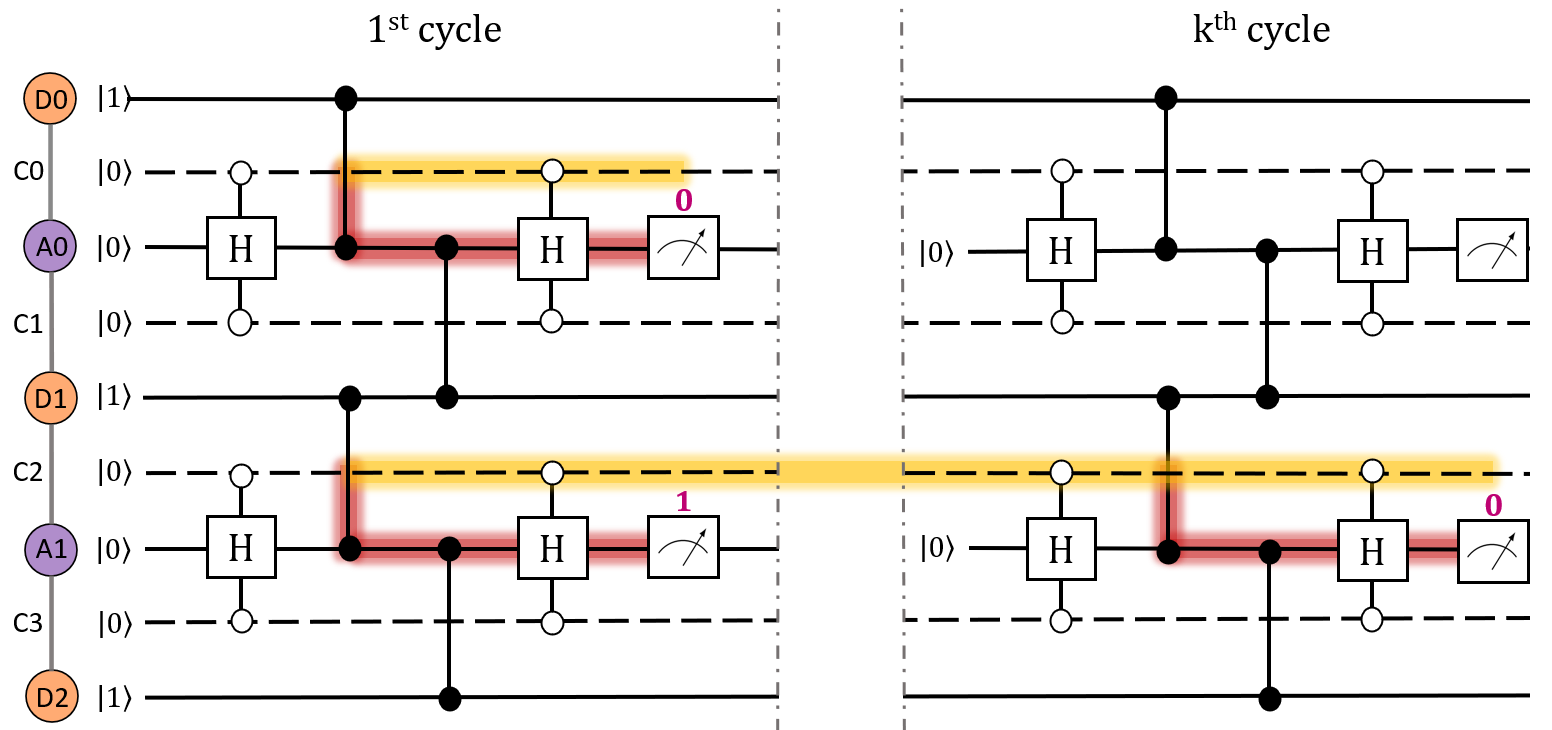 1st cycle kth cycle
D0 |1⟩
C0 |0⟩
0
A0 |0⟩ H H |0⟩ H H
C1 |0⟩
D1 |1⟩
C2 |0⟩
1 0
A1 |0⟩ H H |0⟩ H H
C3 |0⟩
D2 |1⟩